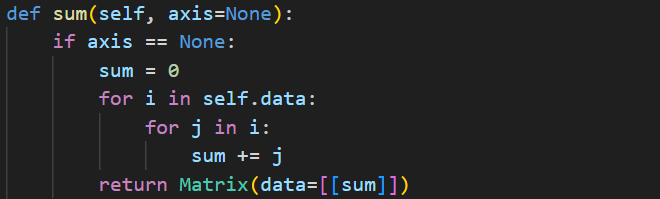 def sum(self, axis=None):
    if axis == None:
        sum = 0
        for i in self.data:
            for j in i:
                sum += j
        return Matrix(data=[[sum]])